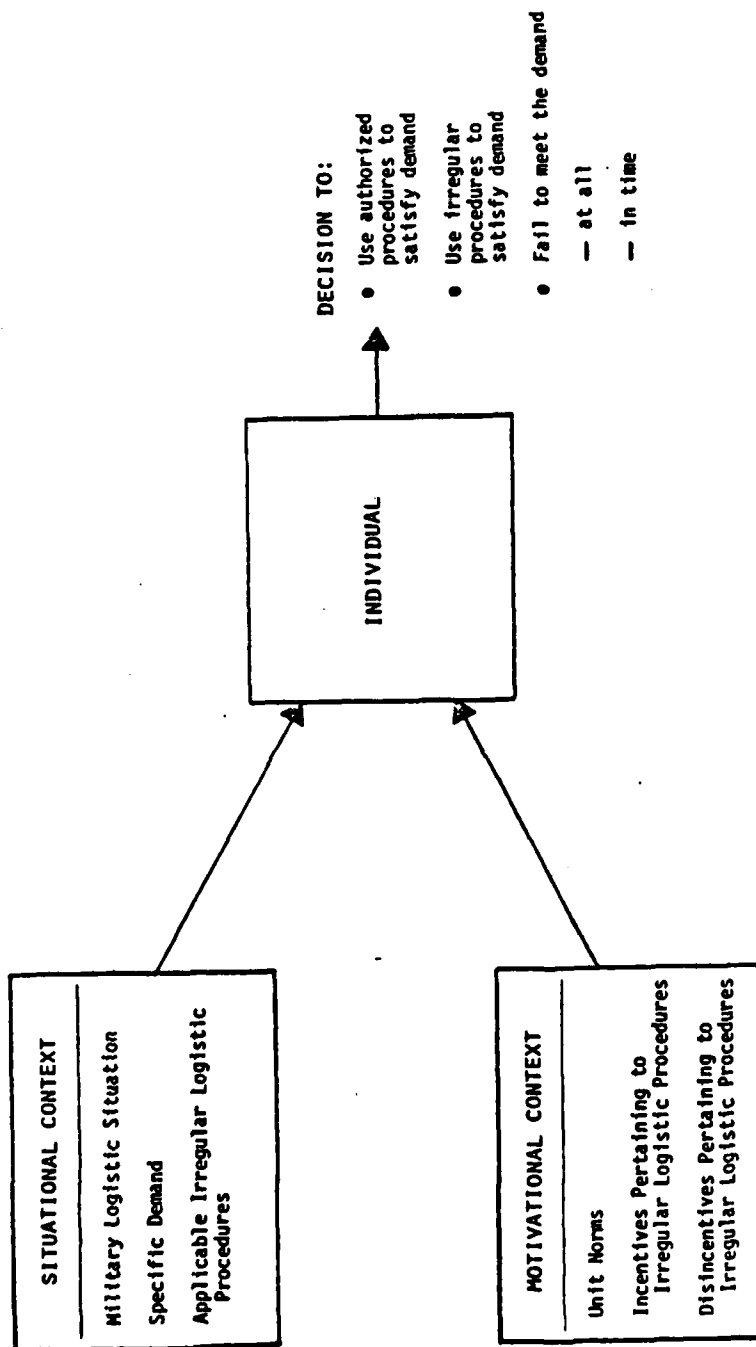 SITUATIONAL CONTEXT
Military Logistic Situation
Specific Demand
Applicable Irregular Logistic
Procedures
MOTIVATIONAL CONTEXT
Unit Norms
Incentives Pertaining to
Irregular Logistic Procedures
Disincentives Pertaining to
Irregular Logistic Procedures
INDIVIDUAL
DECISION TO:
● Use authorized
procedures to
satisfy demand
● Use irregular
procedures to
satisfy demand
● Fail to meet the demand
— at all
— in time